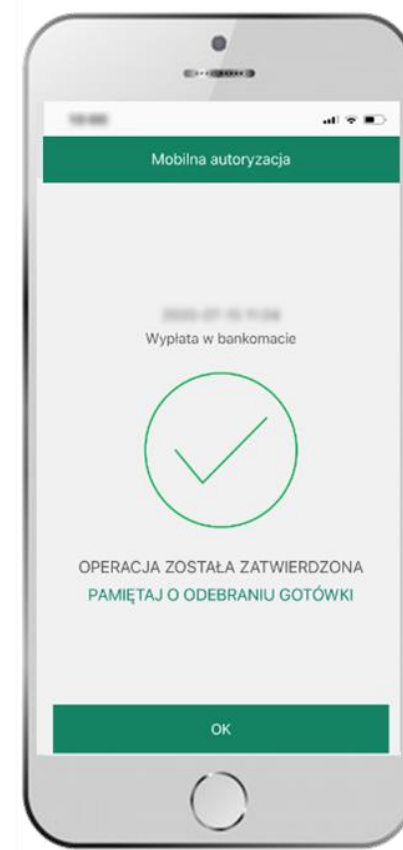 Mobilna autoryzacja
Wypłata w bankomacie
OPERACJA ZOSTAŁA ZATWIERDZONA
PAMIĘTAJ O ODEBRANIU GOTÓWKI
OK